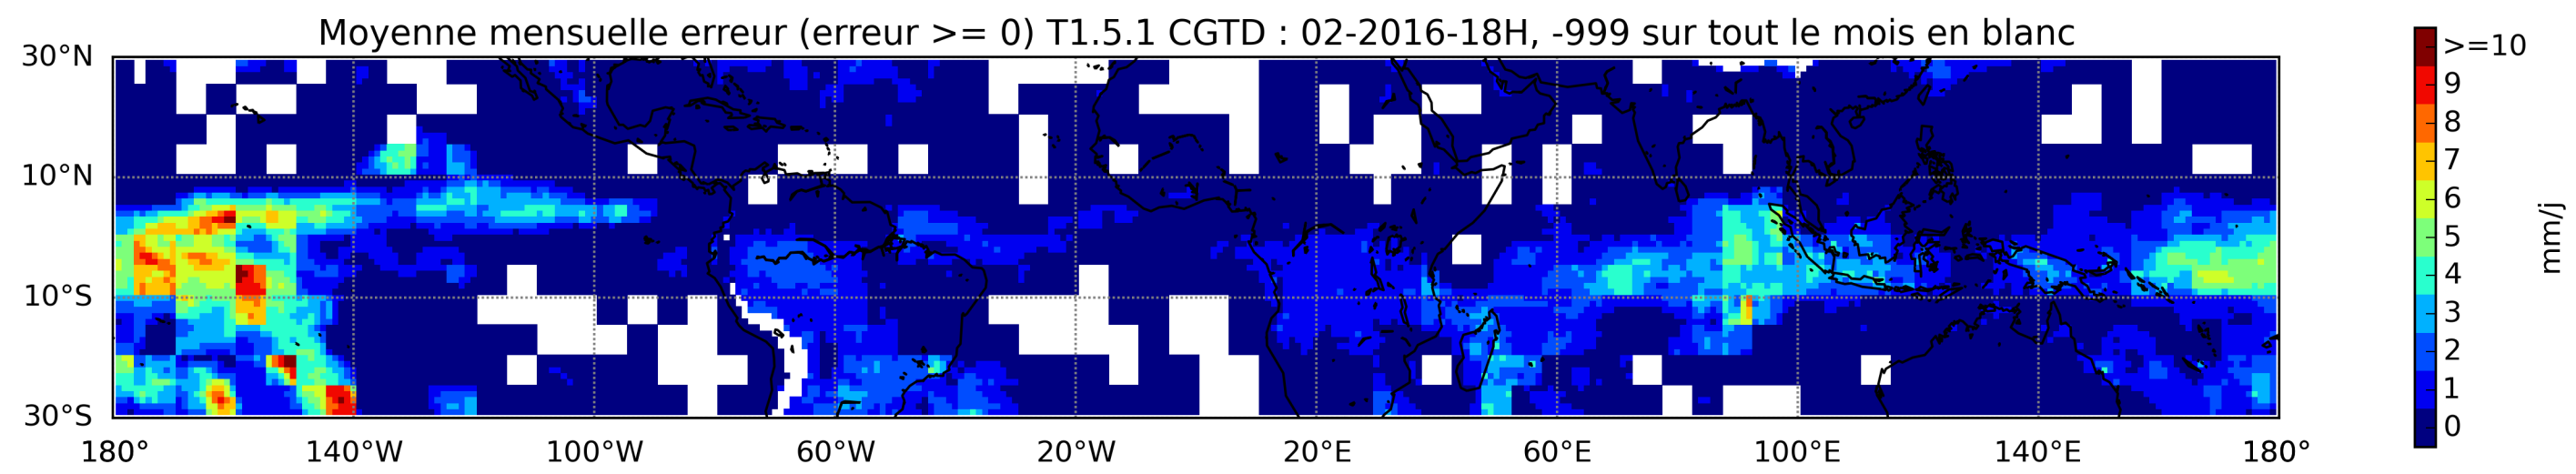 Moyenne mensuelle erreur (erreur >= 0) T1.5.1 CGTD : 02-2016-18H, -999 sur tout le mois en blanc
30°N
10°N
10°S
30°S
180° 140°W 100°W 60°W 20°W 20°E 60°E 100°E 140°E 180°
>=10
9
8
7
6
5
4
3
2
1
0
mm/j